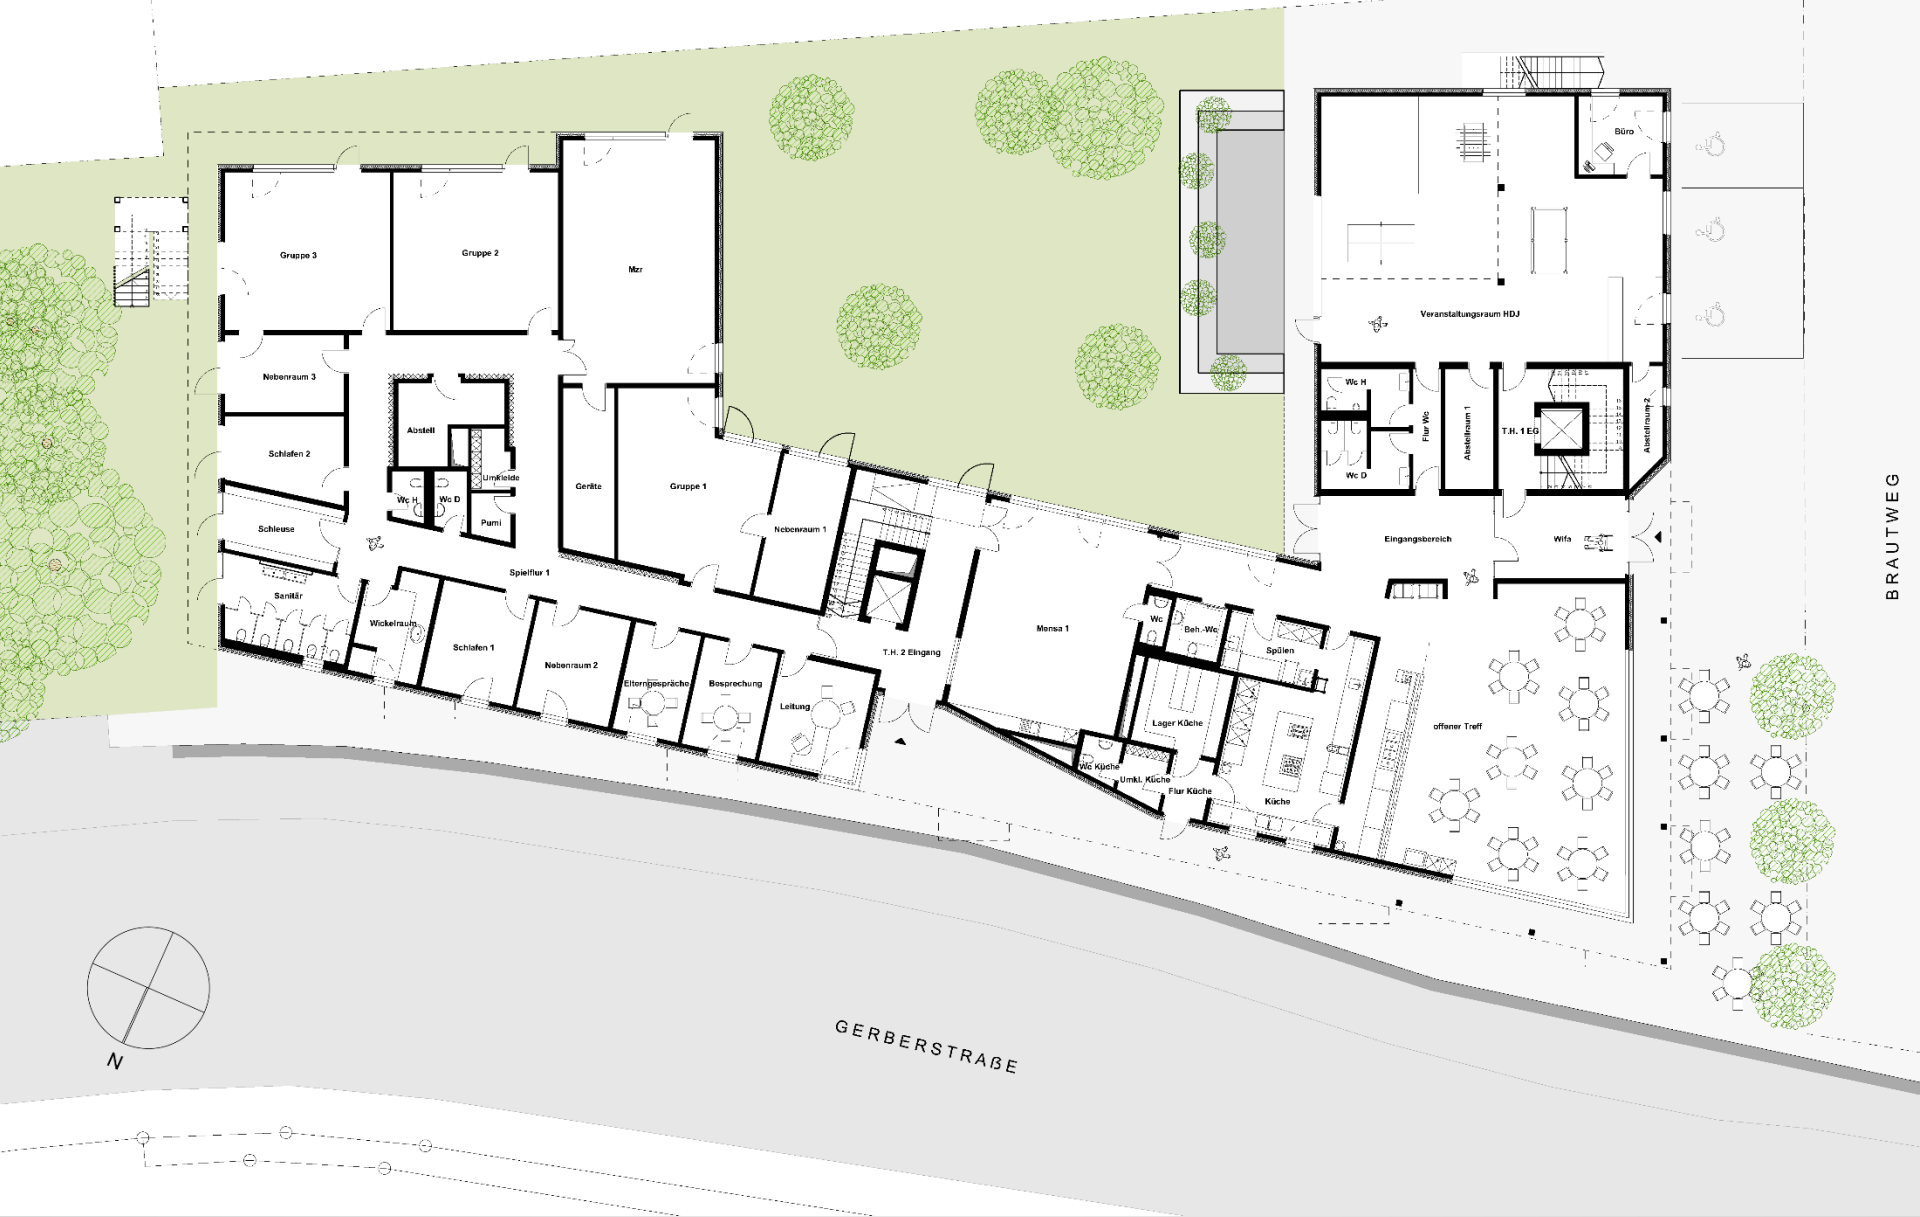 Büro
Gruppe 3
Gruppe 2
Mzr
Veranstaltungsraum HDJ
Nebenraum 3
Wc H
Flur Wc
Abstellraum 1
T.H. 1 EG
Abstellraum 2
Abstell
Schlafen 2
Wc D
Umkleide
Geräte
Gruppe 1
Wc H
Wc D
Pumi
Schleuse
Nebenraum 1
Eingangsbereich
Wifa
BRAUTWEG
Spielflur 1
Sanitär
Wickelraum
Mensa 1
Wc
Beh.-Wc
Schlafen 1
T.H. 2 Eingang
Spülen
Nebenraum 2
Elterngespräche
Besprechung
Leitung
Lager Küche
offener Treff
Wc Küche
Umkl. Küche
Flur Küche
Küche
N
GERBERSTRAßE